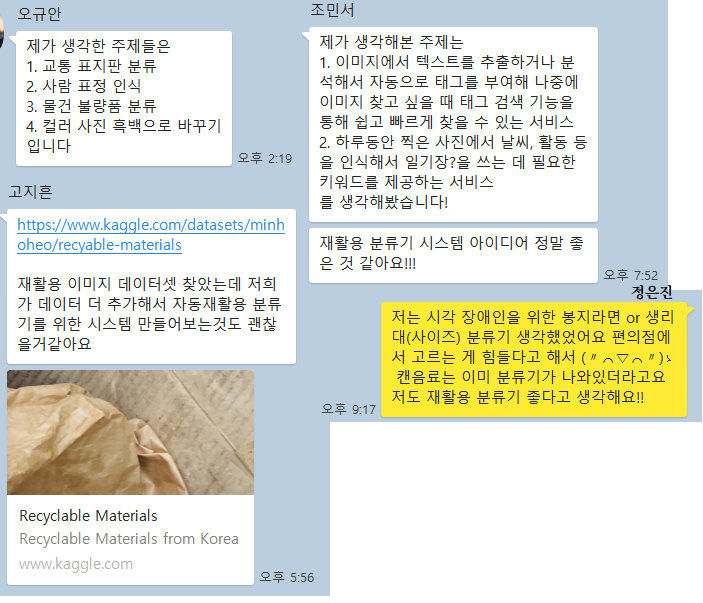 오규안
제가 생각한 주제들은
1. 교통 표지판 분류
2. 사람 표정 인식
3. 물건 불량품 분류
4. 컬러 사진 흑백으로 바꾸기
입니다
오후 2:19
고지흔
https://www.kaggle.com/datasets/minh
oheo/recyable-materials
재활용 이미지 데이터셋 찾았는데 저희
가 데이터 더 추가해서 자동재활용 분류
기를 위한 시스템 만들어보는것도 괜찮
을거같아요
Recyclable Materials
Recyclable Materials from Korea
www.kaggle.com
오후 5:56
조민서
제가 생각해본 주제는
1. 이미지에서 텍스트를 추출하거나 분
석해서 자동으로 태그를 부여해 나중에
이미지 찾고 싶을 때 태그 검색 기능을
통해 쉽고 빠르게 찾을 수 있는 서비스
2. 하루동안 찍은 사진에서 날씨, 활동 등
을 인식해서 일기장?을 쓰는 데 필요한
키워드를 제공하는 서비스
를 생각해봤습니다!
재활용 분류기 시스템 아이디어 정말 좋
은 것 같아요!!!
오후 7:52
정은진
저는 시각 장애인을 위한 봉지라면 or 생리
대(사이즈) 분류기 생각했었어요 편의점에
서 고르는 게 힘들다고 해서 (〃⌒▽⌒〃)ゝ
캔음료는 이미 분류기가 나와있더라고요
저도 재활용 분류기 좋다고 생각해요!!
오후 9:17